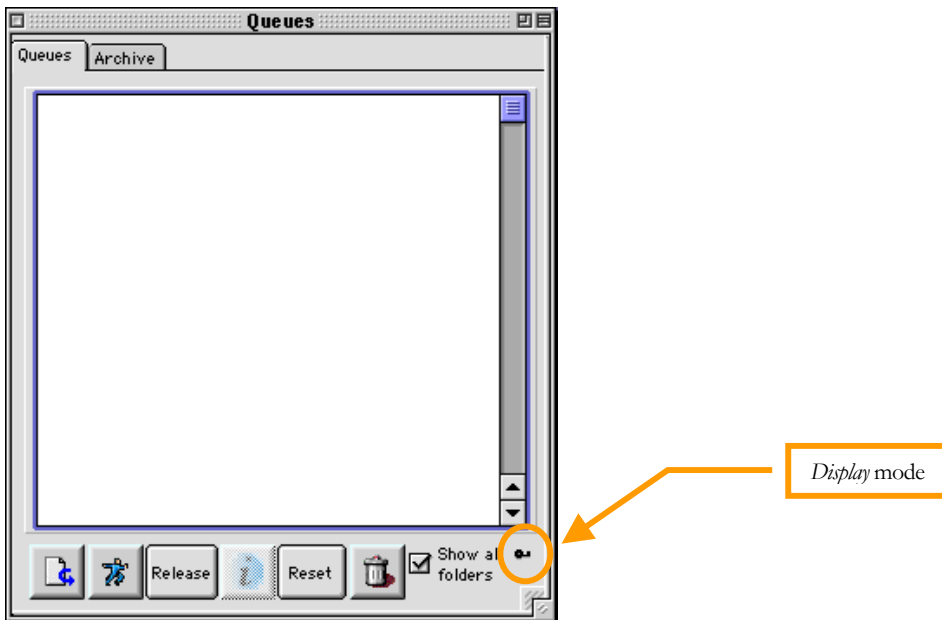 Queues
Queues
Archive
Display mode
Release
i
Reset
Show al
folders